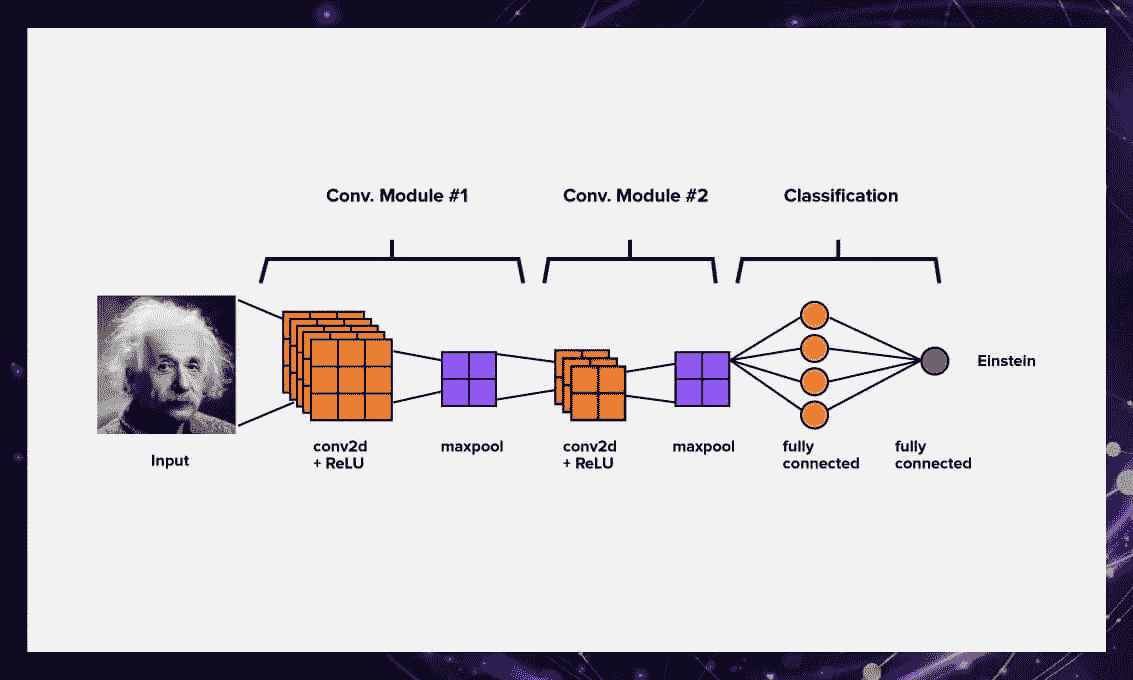 Conv. Module #1
Conv. Module #2
Classification
Einstein
Input
conv2d
+ ReLU
maxpool
conv2d
+ ReLU
maxpool
fully
connected
fully
connected